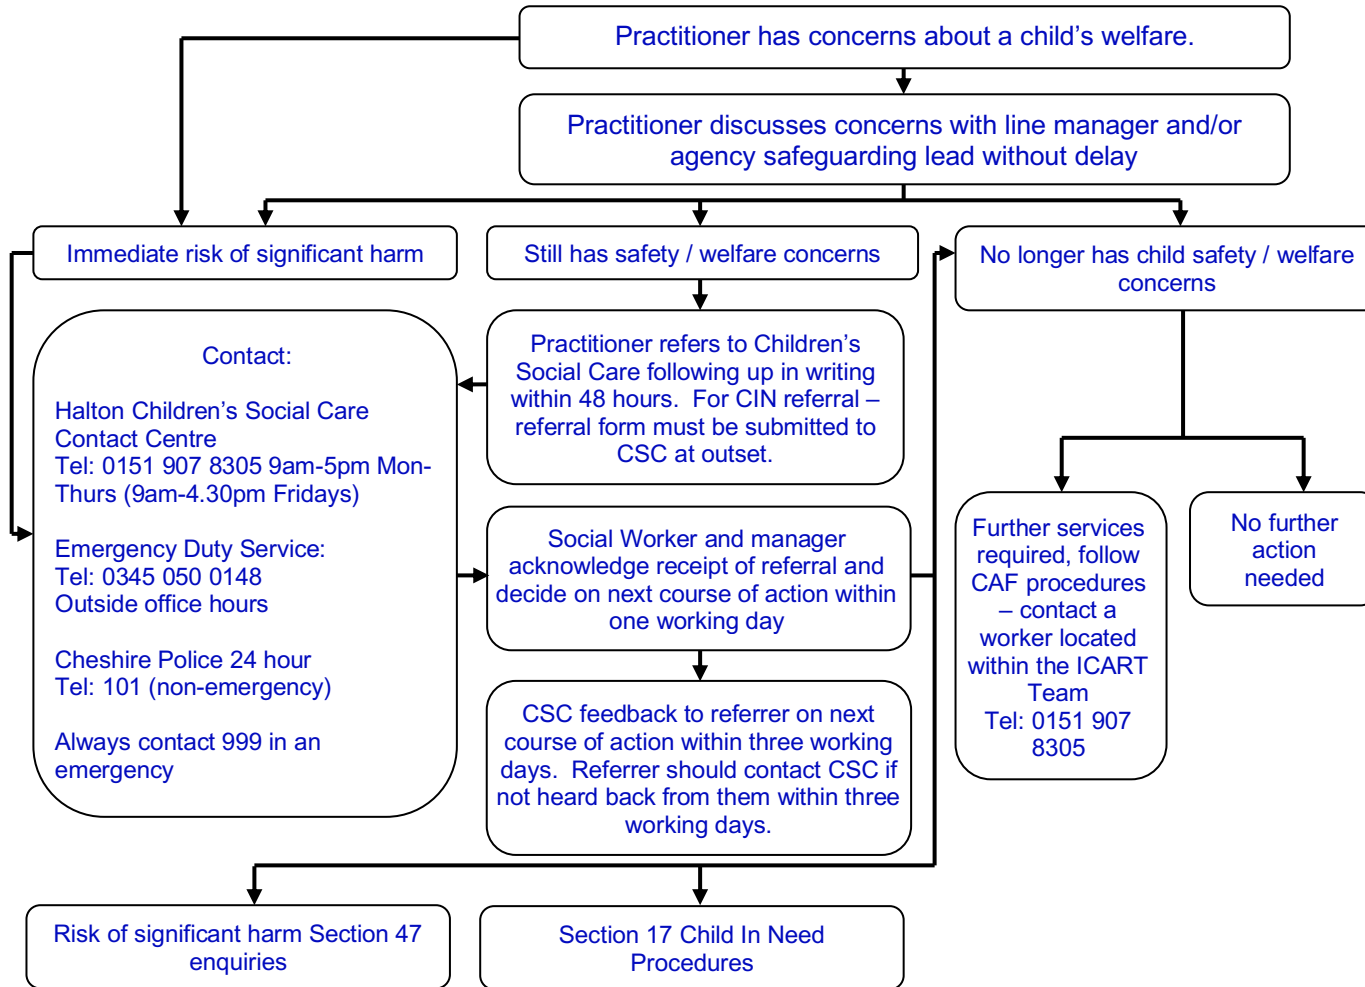 Practitioner has concerns about a child's welfare.
Practitioner discusses concerns with line manager and/or
agency safeguarding lead without delay
Immediate risk of significant harm
Still has safety / welfare concerns
No longer has child safety / welfare
concerns
Contact:
Halton Children's Social Care
Contact Centre
Tel: 0151 907 8305 9am-5pm Mon-
Thurs (9am-4.30pm Fridays)
Emergency Duty Service:
Tel: 0345 050 0148
Outside office hours
Cheshire Police 24 hour
Tel: 101 (non-emergency)
Always contact 999 in an
emergency
Practitioner refers to Children's
Social Care following up in writing
within 48 hours.  For CIN referral –
referral form must be submitted to
CSC at outset.
Social Worker and manager
acknowledge receipt of referral and
decide on next course of action within
one working day
CSC feedback to referrer on next
course of action within three working
days.  Referrer should contact CSC if
not heard back from them within three
working days.
Further services
required, follow
CAF procedures
– contact a
worker located
within the ICART
Team
Tel: 0151 907
8305
No further
action
needed
Risk of significant harm Section 47
enquiries
Section 17 Child In Need
Procedures